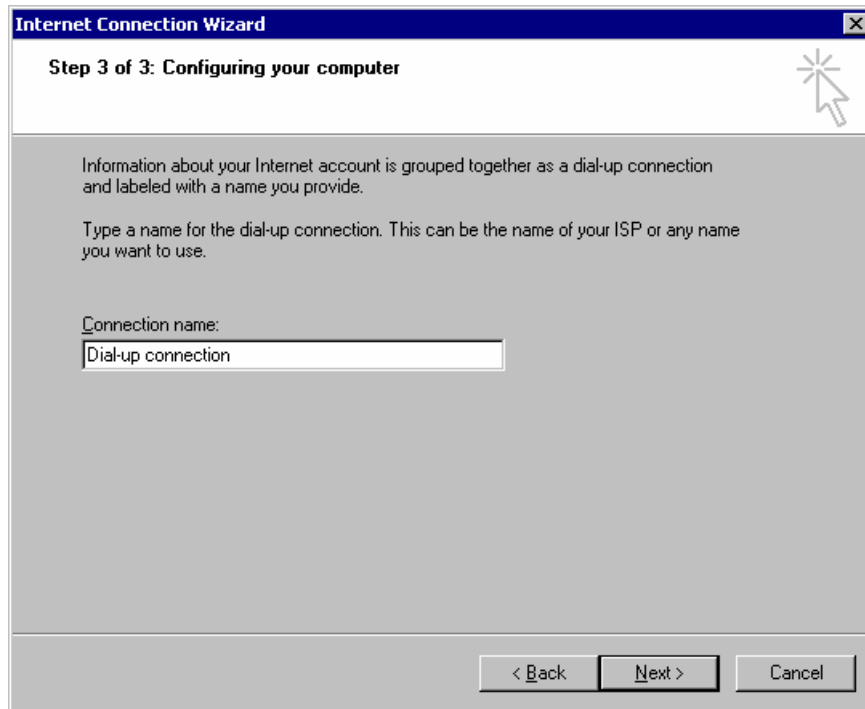 Internet Connection Wizard
Step 3 of 3: Configuring your computer
Information about your Internet account is grouped together as a dial-up connection
and labeled with a name you provide.
Type a name for the dial-up connection. This can be the name of your ISP or any name
you want to use.
Connection name:
Dial-up connection
< Back
Next >
Cancel